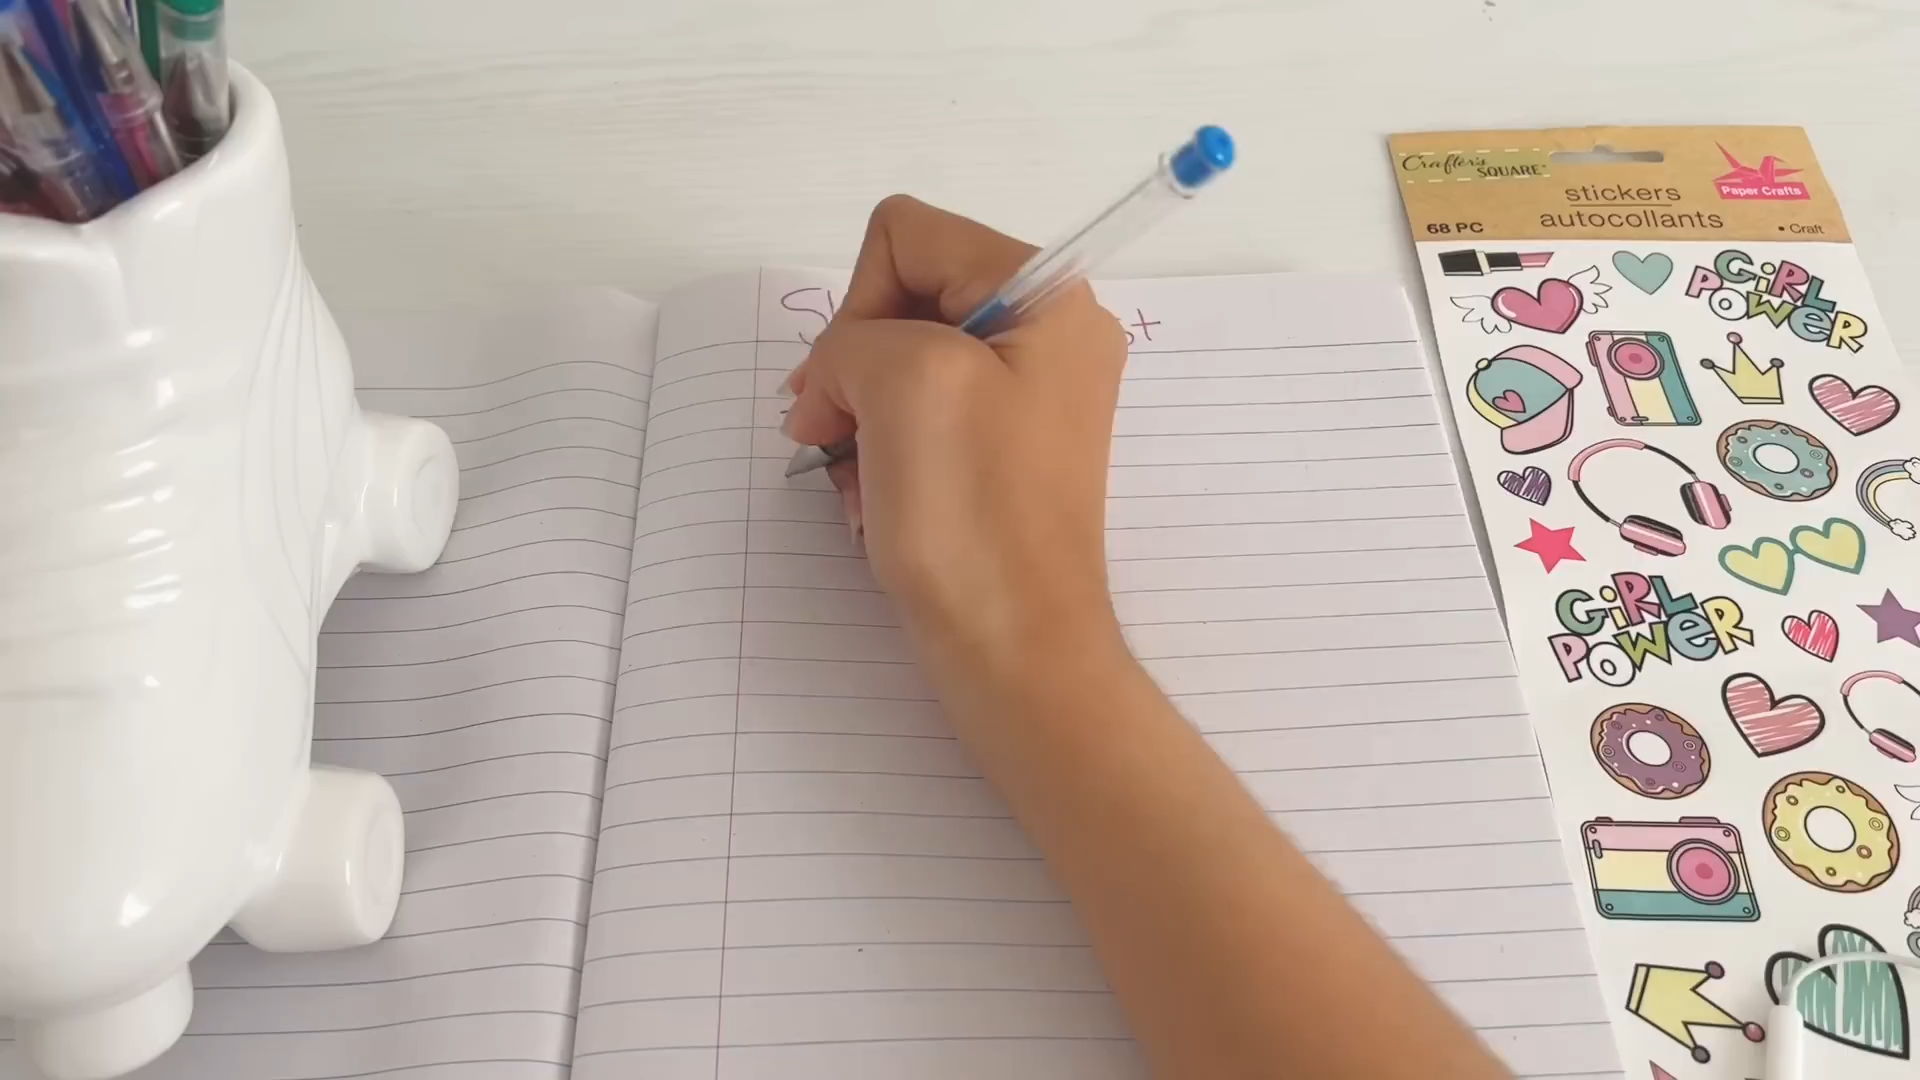 Crafter's
SQUARE
Paper Crafts
stickers
autocollants
68 PC
• Craft
GiRL
POWER
GiRL
POWER